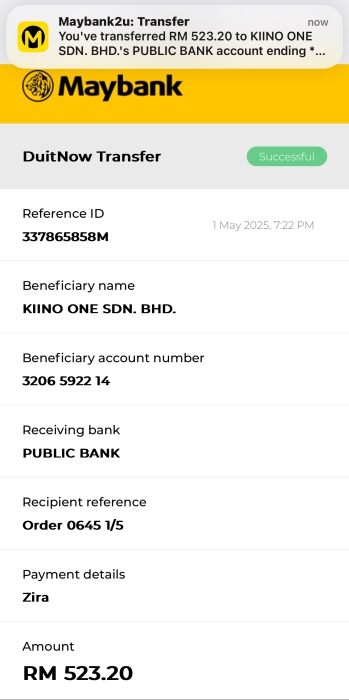 Maybank2u: Transfer now
You've transferred RM 523.20 to KIINO ONE
SDN. BHD.'s PUBLIC BANK account ending *...
Maybank
DuitNow Transfer Successful
Reference ID
1 May 2025, 7:22 PM
337865858M
Beneficiary name
KIINO ONE SDN. BHD.
Beneficiary account number
3206 5922 14
Receiving bank
PUBLIC BANK
Recipient reference
Order 0645 1/5
Payment details
Zira
Amount
RM 523.20